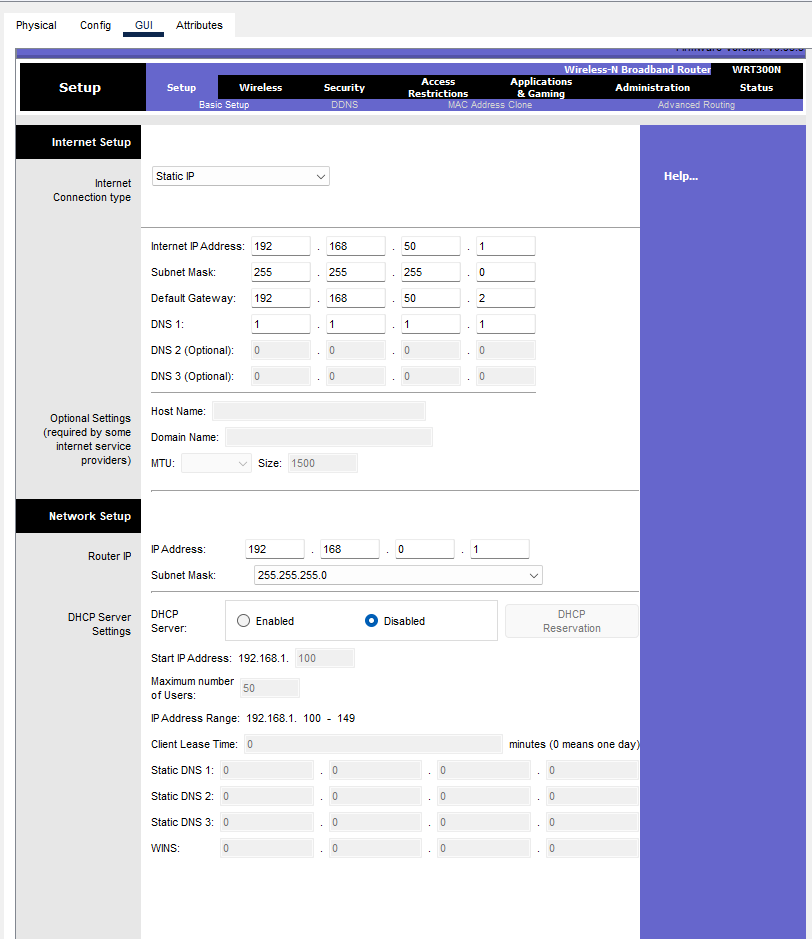 Physical Config GUI Attributes
Wireless-N Broadband Router WRT300N
Setup
Setup Wireless Security Access Restrictions Applications & Gaming Administration Status
Basic Setup DDNS MAC Address Clone Advanced Routing
Internet Setup
Internet Connection type
Static IP
Help...
Internet IP Address: 192 . 168 . 50 . 1
Subnet Mask: 255 . 255 . 255 . 0
Default Gateway: 192 . 168 . 50 . 2
DNS 1: 1 . 1 . 1 . 1
DNS 2 (Optional): 0 . 0 . 0 . 0
DNS 3 (Optional): 0 . 0 . 0 . 0
Optional Settings
(required by some
internet service
providers)
Host Name:
Domain Name:
MTU: Size: 1500
Network Setup
Router IP
IP Address: 192 . 168 . 0 . 1
Subnet Mask: 255.255.255.0
DHCP Server
Settings
DHCP
Server: Enabled Disabled
DHCP
Reservation
Start IP Address: 192.168.1. 100
Maximum number
of Users: 50
IP Address Range: 192.168.1. 100 - 149
Client Lease Time: 0 minutes (0 means one day)
Static DNS 1: 0 . 0 . 0 . 0
Static DNS 2: 0 . 0 . 0 . 0
Static DNS 3: 0 . 0 . 0 . 0
WINS: 0 . 0 . 0 . 0